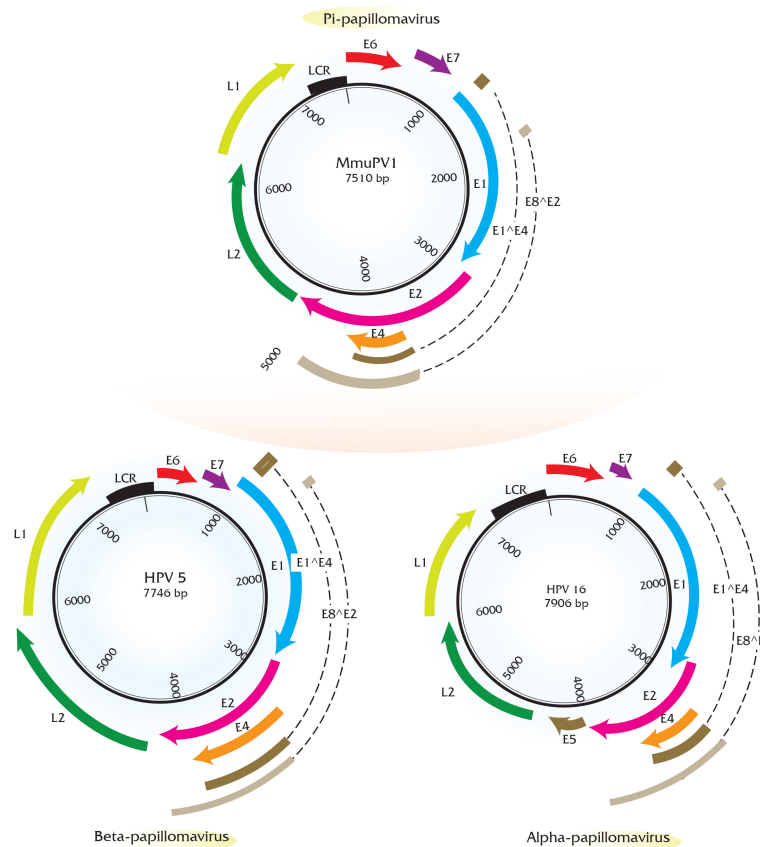 Pi-papillomavirus
E6
E7
LCR
L1
7000
1000
MmuPV1
7510 bp
6000
2000
E1
E8^E2
E1^E4
3000
L2
4000
E2
E4
5000
E6
E7
LCR
L1
7000
1000
HPV 5
7746 bp
6000
2000
E1
E1^E4
E8^E2
5000
3000
4000
E2
L2
E4
Beta-papillomavirus
E6
E7
LCR
L1
7000
1000
HPV 16
7906 bp
6000
2000
E1
E1^E4
E8^
5000
3000
4000
L2
E2
E4
E5
Alpha-papillomavirus